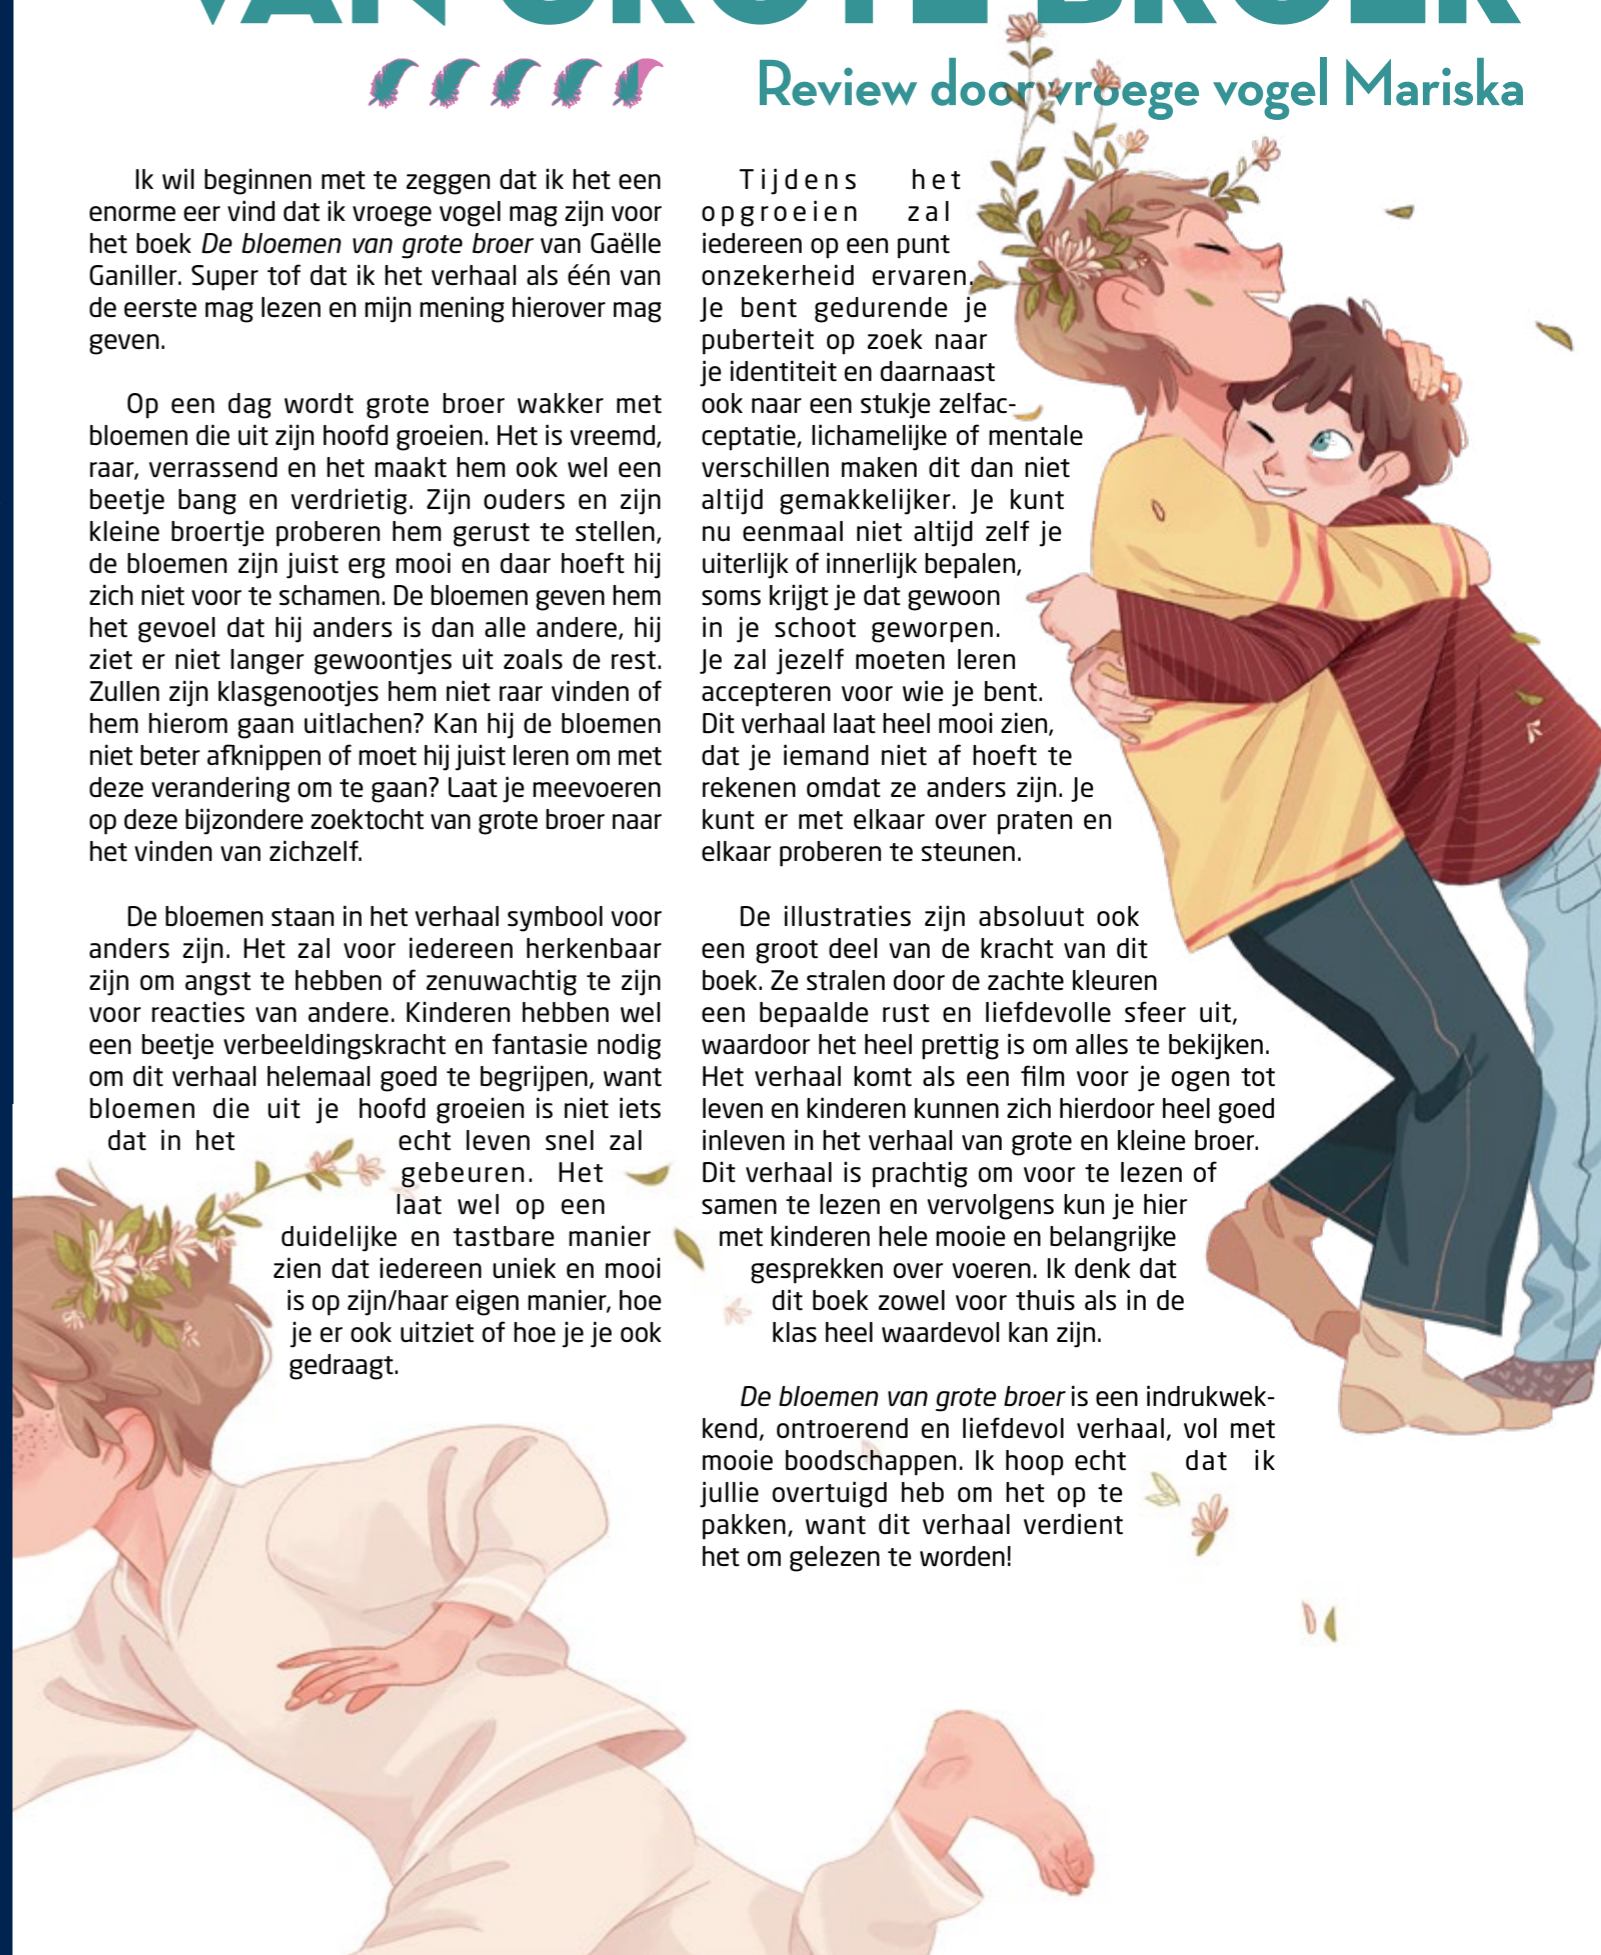 VAN GROTE BROER
Review door vroege vogel Mariska
Ik wil beginnen met te zeggen dat ik het een
enorme eer vind dat ik vroege vogel mag zijn voor
het boek De bloemen van grote broer van Gaëlle
Ganiller. Super tof dat ik het verhaal als één van
de eerste mag lezen en mijn mening hierover mag
geven.
Op een dag wordt grote broer wakker met
bloemen die uit zijn hoofd groeien. Het is vreemd,
raar, verrassend en het maakt hem ook wel een
beetje bang en verdrietig. Zijn ouders en zijn
kleine broertje proberen hem gerust te stellen,
de bloemen zijn juist erg mooi en daar hoeft hij
zich niet voor te schamen. De bloemen geven hem
het gevoel dat hij anders is dan alle andere, hij
ziet er niet langer gewoontjes uit zoals de rest.
Zullen zijn klasgenootjes hem niet raar vinden of
hem hierom gaan uitlachen? Kan hij de bloemen
niet beter afknippen of moet hij juist leren om met
deze verandering om te gaan? Laat je meevoeren
op deze bijzondere zoektocht van grote broer naar
het vinden van zichzelf.
De bloemen staan in het verhaal symbool voor
anders zijn. Het zal voor iedereen herkenbaar
zijn om angst te hebben of zenuwachtig te zijn
voor reacties van andere. Kinderen hebben wel
een beetje verbeeldingskracht en fantasie nodig
om dit verhaal helemaal goed te begrijpen, want
bloemen die uit je hoofd groeien is niet iets
dat in het echt leven snel zal
gebeuren. Het
laat wel op een
duidelijke en tastbare manier
zien dat iedereen uniek en mooi
is op zijn/haar eigen manier, hoe
je er ook uitziet of hoe je je ook
gedraagt.
Tijdens het
opgroeien zal
iedereen op een punt
onzekerheid ervaren.
Je bent gedurende je
puberteit op zoek naar
je identiteit en daarnaast
ook naar een stukje zelfac-
ceptatie, lichamelijke of mentale
verschillen maken dit dan niet
altijd gemakkelijker. Je kunt
nu eenmaal niet altijd zelf je
uiterlijk of innerlijk bepalen,
soms krijgt je dat gewoon
in je schoot geworpen.
Je zal jezelf moeten leren
accepteren voor wie je bent.
Dit verhaal laat heel mooi zien,
dat je iemand niet af hoeft te
rekenen omdat ze anders zijn. Je
kunt er met elkaar over praten en
elkaar proberen te steunen.
De illustraties zijn absoluut ook
een groot deel van de kracht van dit
boek. Ze stralen door de zachte kleuren
een bepaalde rust en liefdevolle sfeer uit,
waardoor het heel prettig is om alles te bekijken.
Het verhaal komt als een film voor je ogen tot
leven en kinderen kunnen zich hierdoor heel goed
inleven in het verhaal van grote en kleine broer.
Dit verhaal is prachtig om voor te lezen of
samen te lezen en vervolgens kun je hier
met kinderen hele mooie en belangrijke
gesprekken over voeren. Ik denk dat
dit boek zowel voor thuis als in de
klas heel waardevol kan zijn.
De bloemen van grote broer is een indrukwek-
kend, ontroerend en liefdevol verhaal, vol met
mooie boodschappen. Ik hoop echt dat ik
jullie overtuigd heb om het op te
pakken, want dit verhaal verdient
het om gelezen te worden!